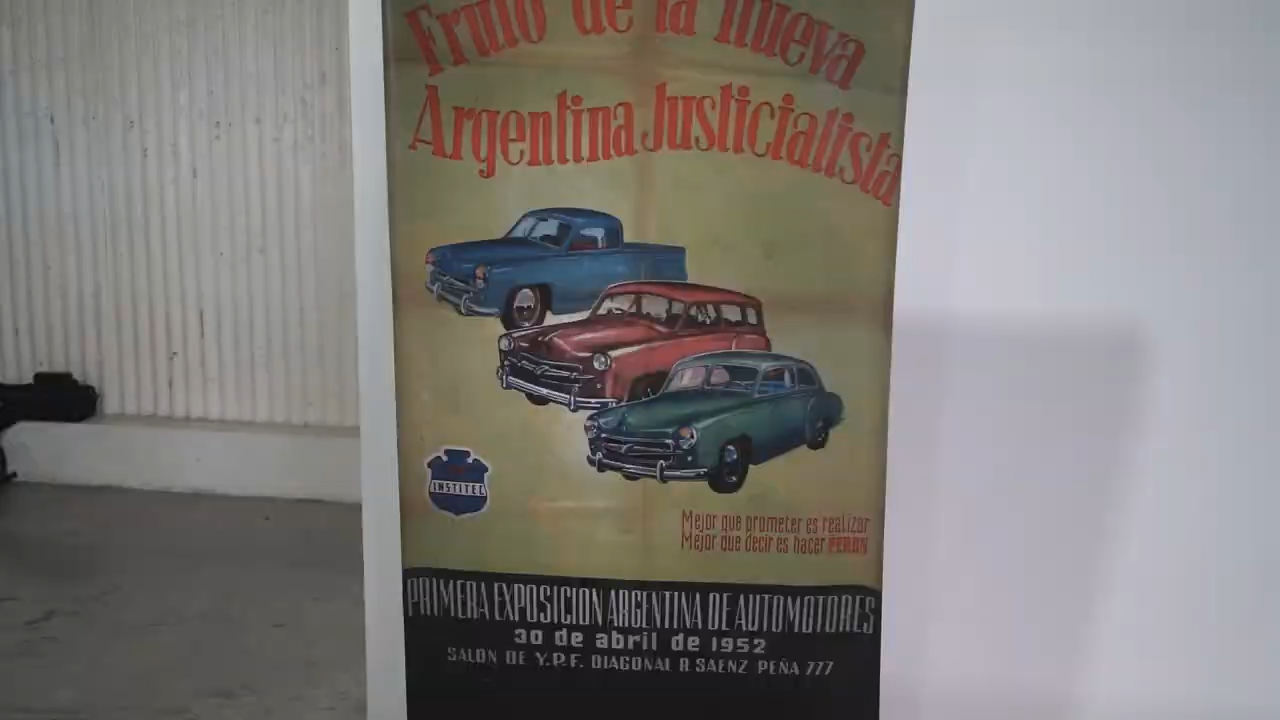 Fruto de la nueva
Argentina Justicialista
INSTITEC
Mejor que prometer es realizar
Mejor que decir es hacer PERON
PRIMERA EXPOSICION ARGENTINA DE AUTOMOTORES
30 de abril de 1952
SALON DE Y.P.F. DIAGONAL R. SAENZ PEÑA 777